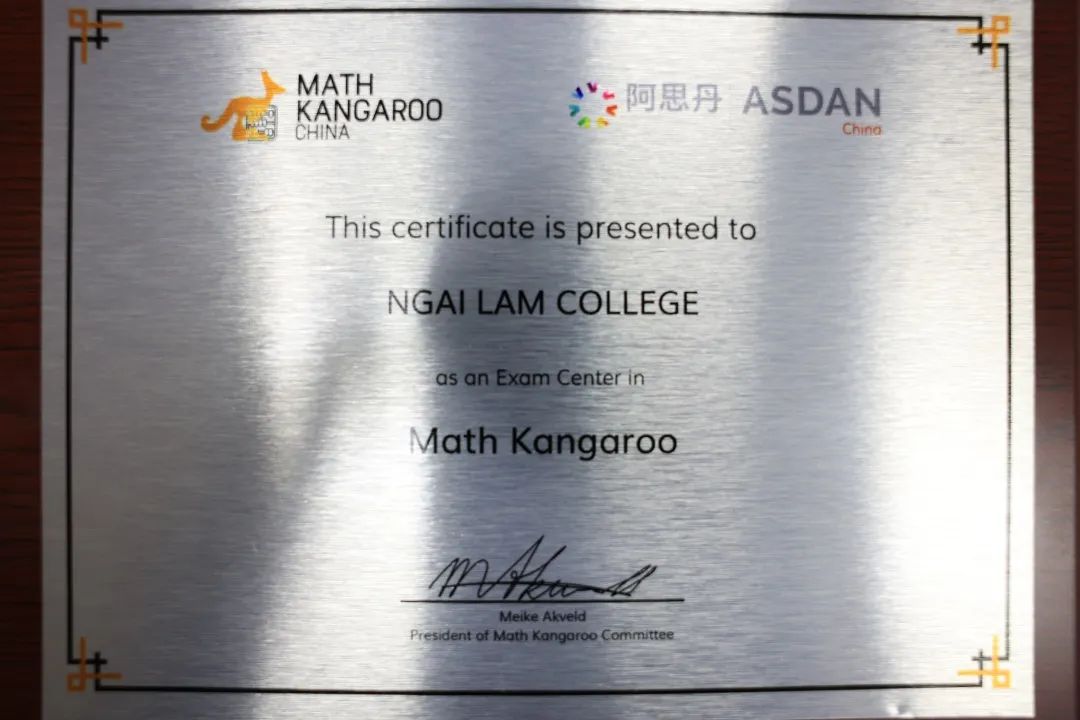 MATH
KANGAROO
CHINA
阿思丹 ASDAN
China
This certificate is presented to
NGAI LAM COLLEGE
as an Exam Center in
Math Kangaroo
Meike Akveld
President of Math Kangaroo Committee